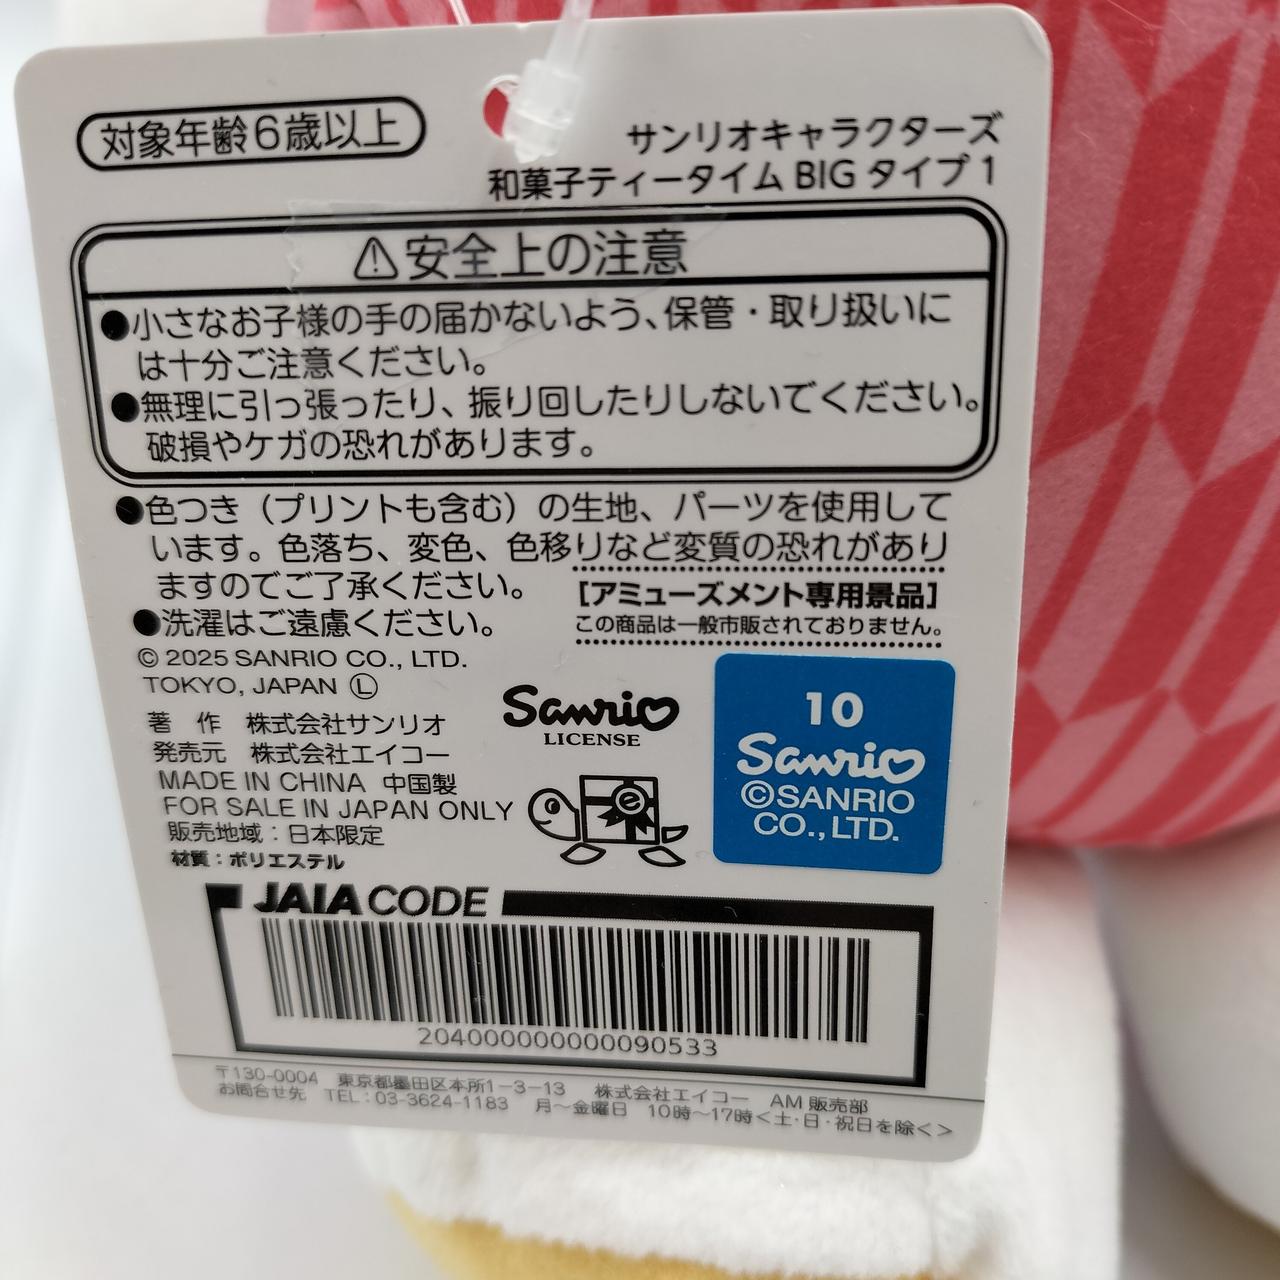 対象年齢6歳以上
サンリオキャラクターズ
和菓子ティータイム BIG タイプ1
⚠安全上の注意
●小さなお子様の手の届かないよう、保管・取り扱いに
は十分ご注意ください。
●無理に引っ張ったり、振り回したりしないでください。
破損やケガの恐れがあります。
●色つき（プリントも含む）の生地、パーツを使用して
います。色落ち、変色、色移りなど変質の恐れがあり
ますのでご了承ください。
[アミューズメント専用景品]
この商品は一般市販されておりません。
●洗濯はご遠慮ください。
© 2025 SANRIO CO., LTD.
TOKYO, JAPAN Ⓛ
著 作 株式会社サンリオ
発売元 株式会社エイコー
MADE IN CHINA 中国製
FOR SALE IN JAPAN ONLY
販売地域：日本限定
材質：ポリエステル
Sanrio
LICENSE
10
Sanrio
©SANRIO
CO., LTD.
JAIA CODE
2040000000000090533
〒130-0004 東京都墨田区本所1-3-13 株式会社エイコー AM 販売部
お問合せ先 TEL：03-3624-1183 月～金曜日 10時～17時＜土・日・祝日を除く＞